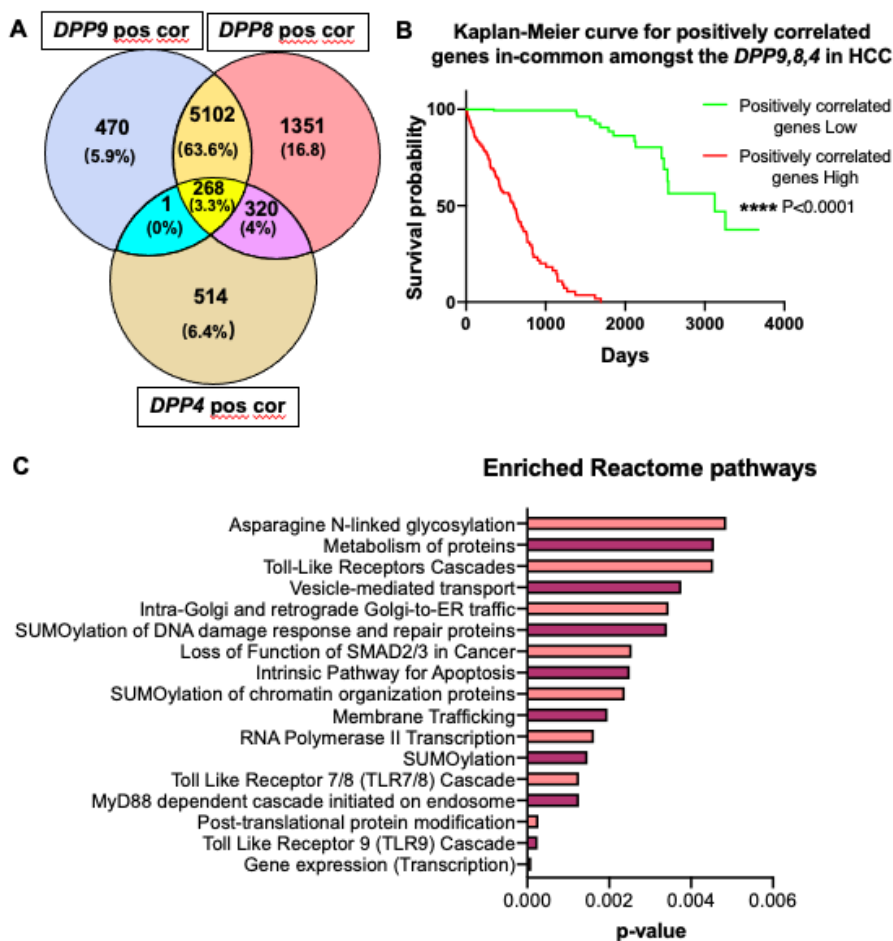 A
DPP9 pos cor
DPP8 pos cor
470
(5.9%)
5102
(63.6%)
1351
(16.8)
268
(3.3%)
1
(0%)
320
(4%)
514
(6.4%)
DPP4 pos cor
B
Kaplan-Meier curve for positively correlated
genes in-common amongst the DPP9,8,4 in HCC
Survival probability
100
50
0
0
1000
2000
3000
4000
Days
Positively correlated
genes Low
Positively correlated
genes High
**** P<0.0001
C
Enriched Reactome pathways
Asparagine N-linked glycosylation
Metabolism of proteins
Toll-Like Receptors Cascades
Vesicle-mediated transport
Intra-Golgi and retrograde Golgi-to-ER traffic
SUMOylation of DNA damage response and repair proteins
Loss of Function of SMAD2/3 in Cancer
Intrinsic Pathway for Apoptosis
SUMOylation of chromatin organization proteins
Membrane Trafficking
RNA Polymerase II Transcription
SUMOylation
Toll Like Receptor 7/8 (TLR7/8) Cascade
MyD88 dependent cascade initiated on endosome
Post-translational protein modification
Toll Like Receptor 9 (TLR9) Cascade
Gene expression (Transcription)
0.000
0.002
0.004
0.006
p-value